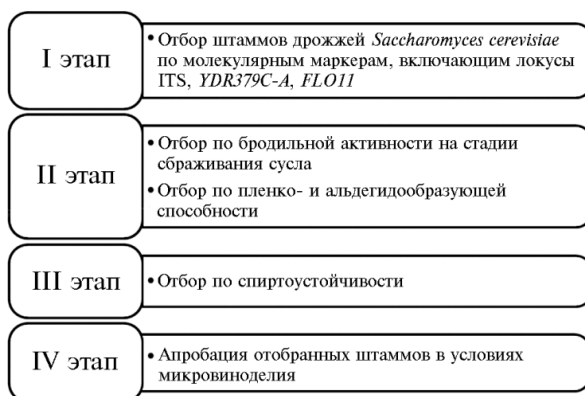 I этап
• Отбор штаммов дрожжей Saccharomyces cerevisiae
по молекулярным маркерам, включающим локусы
ITS, YDR379C-A, FLO11
II этап
• Отбор по бродильной активности на стадии
сбраживания сусла
• Отбор по пленко- и альдегидообразующей
способности
III этап
• Отбор по спиртоустойчивости
IV этап
• Апробация отобранных штаммов в условиях
микровиноделия